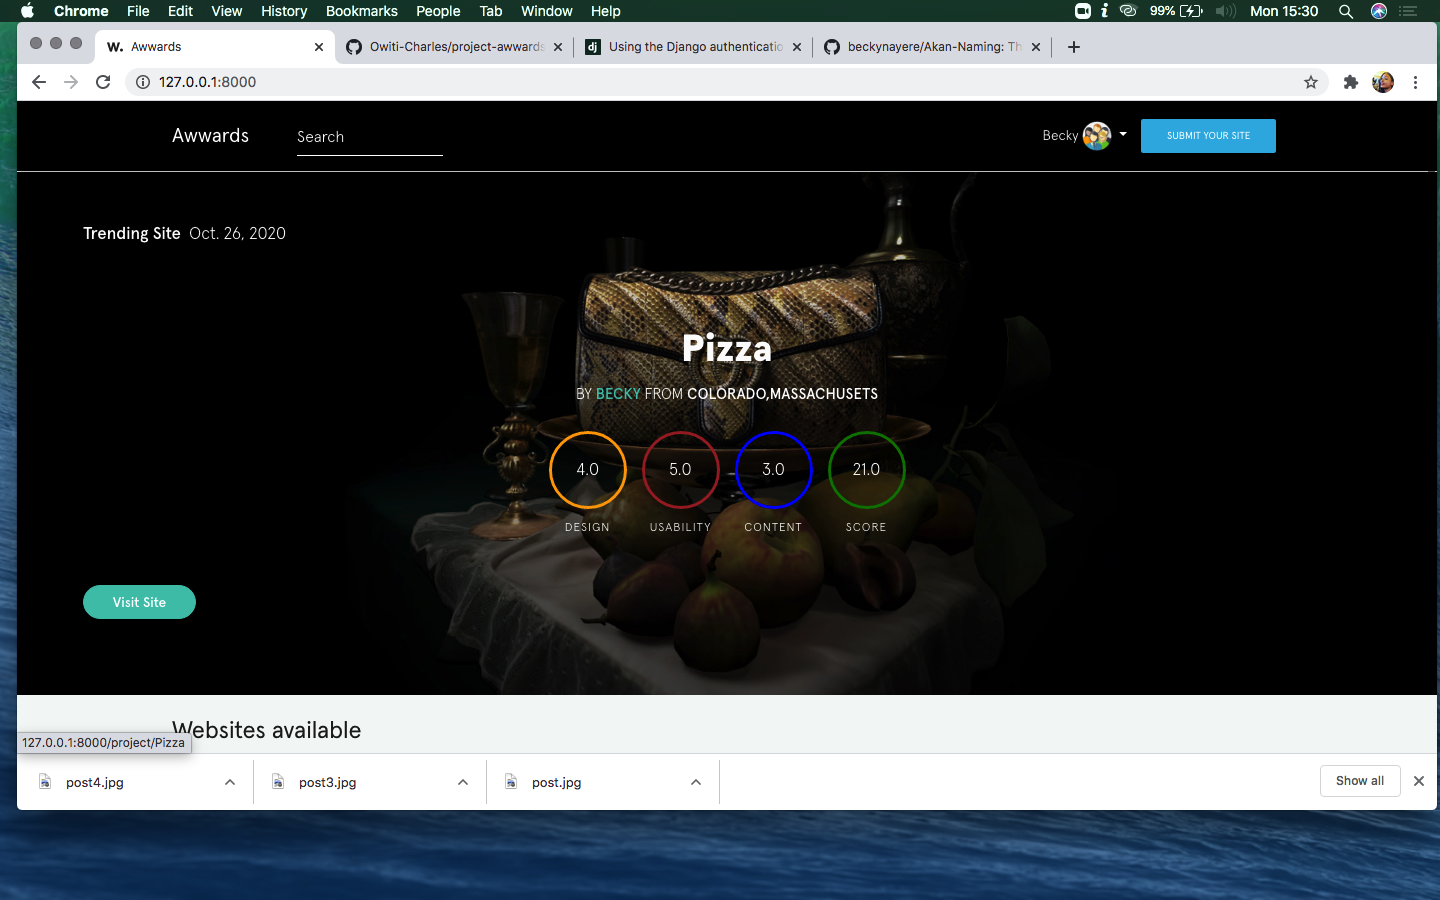 Chrome File Edit View History Bookmarks People Tab Window Help 99% Mon 15:30
W. Awwards Owiti-Charles/project-awwards dj Using the Django authenticatio beckynayere/Akan-Naming: Th
127.0.0.1:8000
Awwards Search Becky SUBMIT YOUR SITE
Trending Site Oct. 26, 2020
Pizza
BY BECKY FROM COLORADO,MASSACHUSETS
4.0 5.0 3.0 21.0
DESIGN USABILITY CONTENT SCORE
Visit Site
Websites available
127.0.0.1:8000/project/Pizza
post4.jpg post3.jpg post.jpg Show all